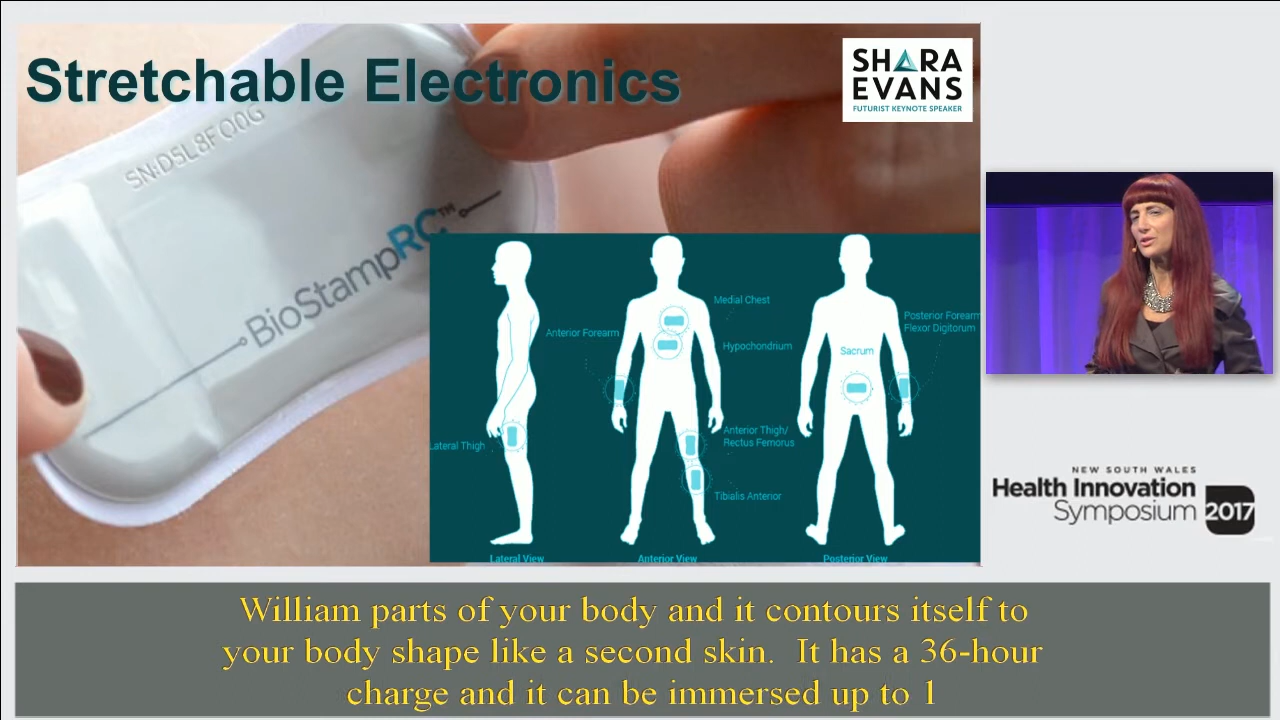 Stretchable Electronics
SHARA
EVANS
FUTURIST KEYNOTE SPEAKER
SN:D5L8FQ0G
BioStampRC™
Medial Chest
Anterior Forearm
Hypochondrium
Posterior Forearm
Flexor Digitorum
Sacrum
Anterior Thigh/
Rectus Femorus
Lateral Thigh
Tibialis Anterior
Lateral View
Anterior View
Posterior View
NEW SOUTH WALES
Health Innovation
Symposium 2017
William parts of your body and it contours itself to
your body shape like a second skin. It has a 36-hour
charge and it can be immersed up to 1